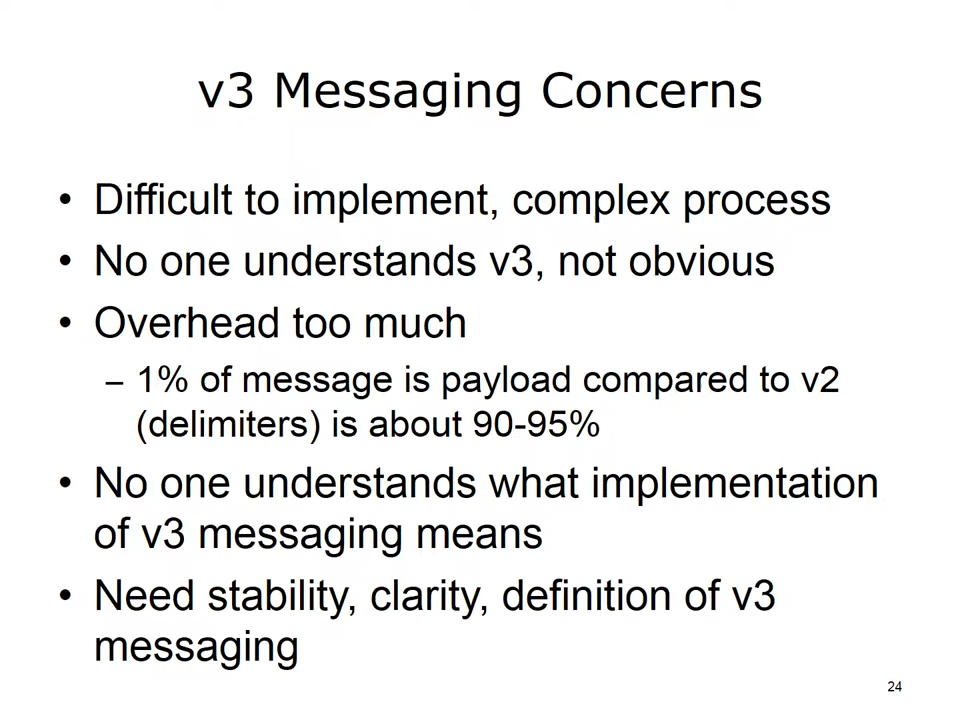 v3 Messaging Concerns
• Difficult to implement, complex process
• No one understands v3, not obvious
• Overhead too much
– 1% of message is payload compared to v2
(delimiters) is about 90-95%
• No one understands what implementation
of v3 messaging means
• Need stability, clarity, definition of v3
messaging
24